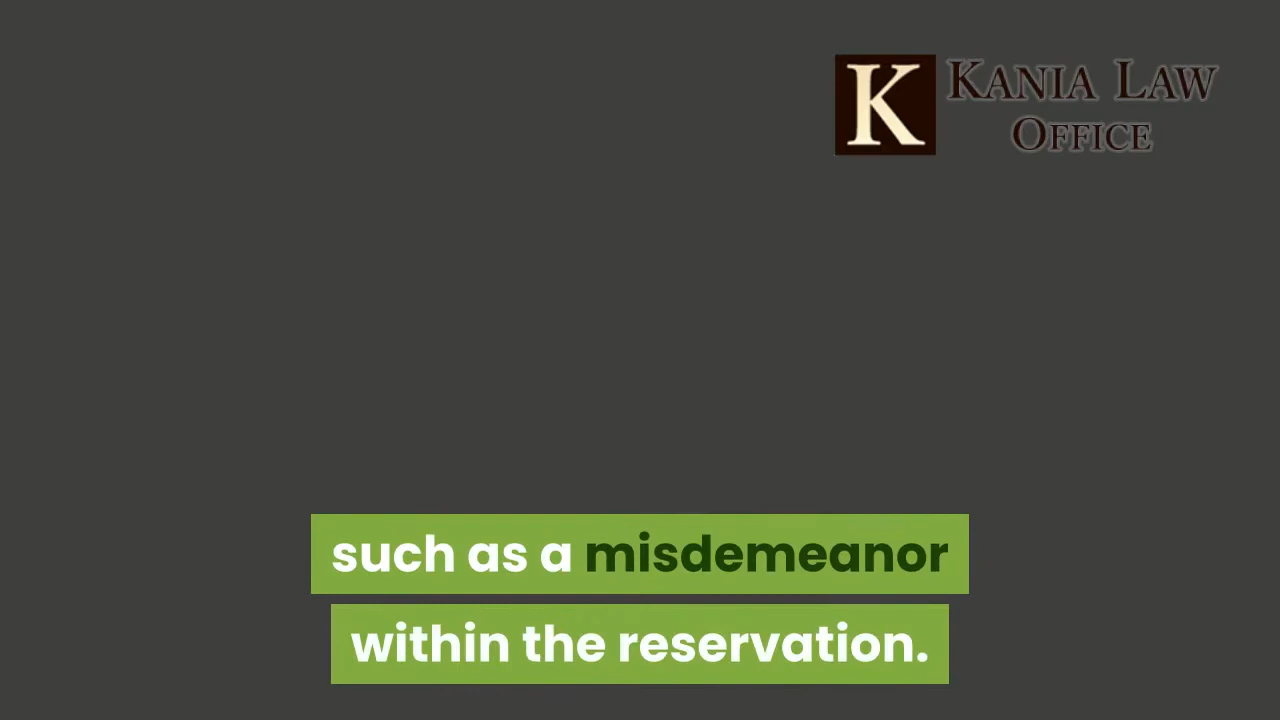 K
KANIA LAW
OFFICE
such as a misdemeanor
within the reservation.